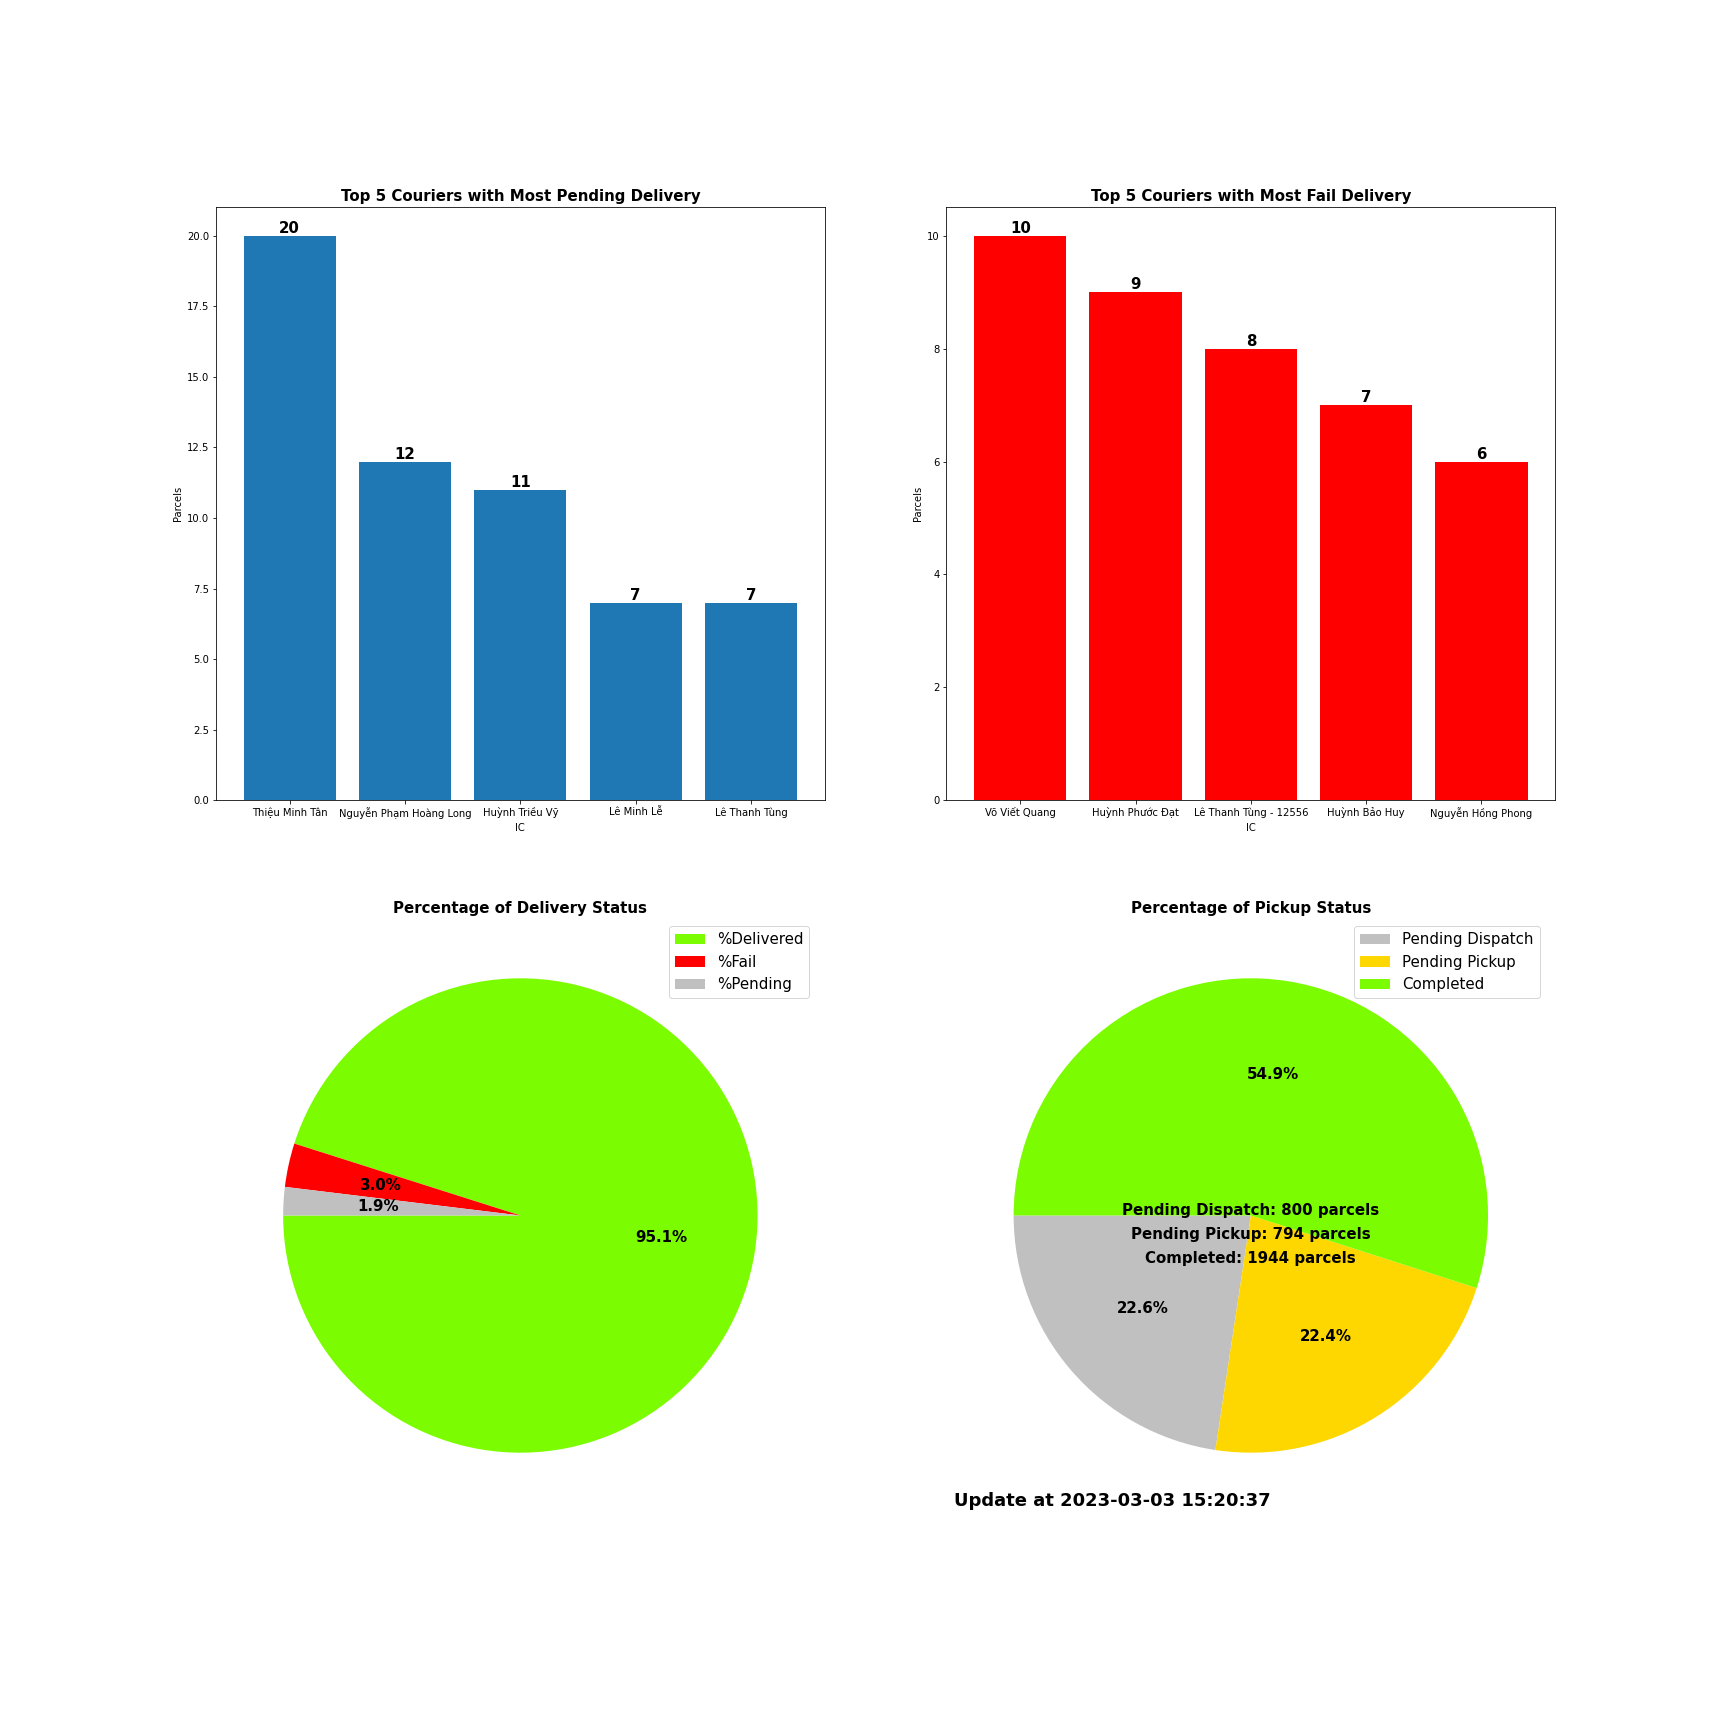 Top 5 Couriers with Most Pending Delivery
20
12
11
7
7
20.0
17.5
15.0
12.5
10.0
7.5
5.0
2.5
0.0
Parcels
Thiệu Minh Tân
Nguyễn Phạm Hoàng Long
Huỳnh Triều Vỹ
Lê Minh Lễ
Lê Thanh Tùng
IC
Top 5 Couriers with Most Fail Delivery
10
9
8
7
6
10
8
6
4
2
0
Parcels
Võ Viết Quang
Huỳnh Phước Đạt
Lê Thanh Tùng - 12556
Huỳnh Bảo Huy
Nguyễn Hồng Phong
IC
Percentage of Delivery Status
%Delivered
%Fail
%Pending
3.0%
1.9%
95.1%
Percentage of Pickup Status
Pending Dispatch
Pending Pickup
Completed
54.9%
Pending Dispatch: 800 parcels
Pending Pickup: 794 parcels
Completed: 1944 parcels
22.6%
22.4%
Update at 2023-03-03 15:20:37